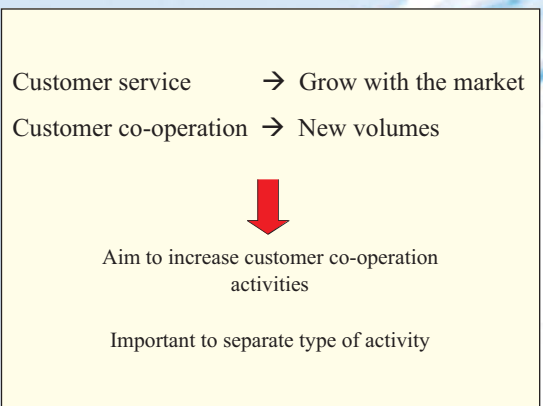 Customer service → Grow with the market
Customer co-operation → New volumes
Aim to increase customer co-operation
activities
Important to separate type of activity